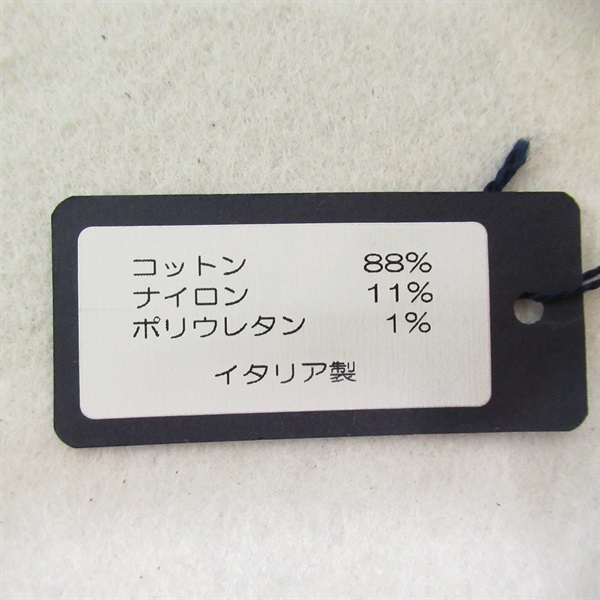 コットン 88%
ナイロン 11%
ポリウレタン 1%
イタリア製